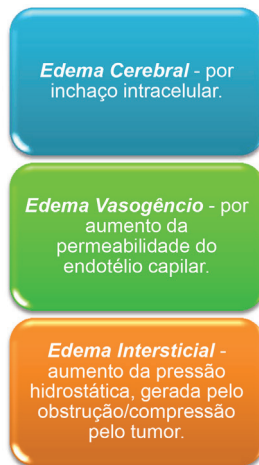 Edema Cerebral - por
inchaço intracelular.
Edema Vasogêncio - por
aumento da
permeabilidade do
endotélio capilar.
Edema Intersticial -
aumento da pressão
hidrostática, gerada pelo
obstrução/compressão
pelo tumor.